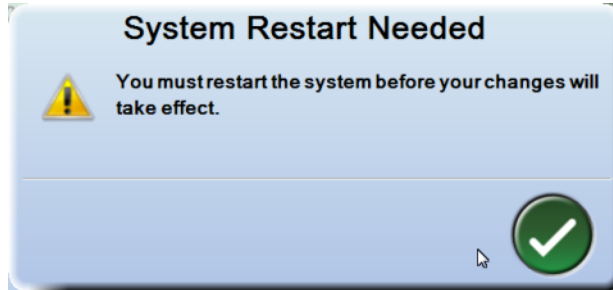 System Restart Needed
You must restart the system before your changes will
take effect.